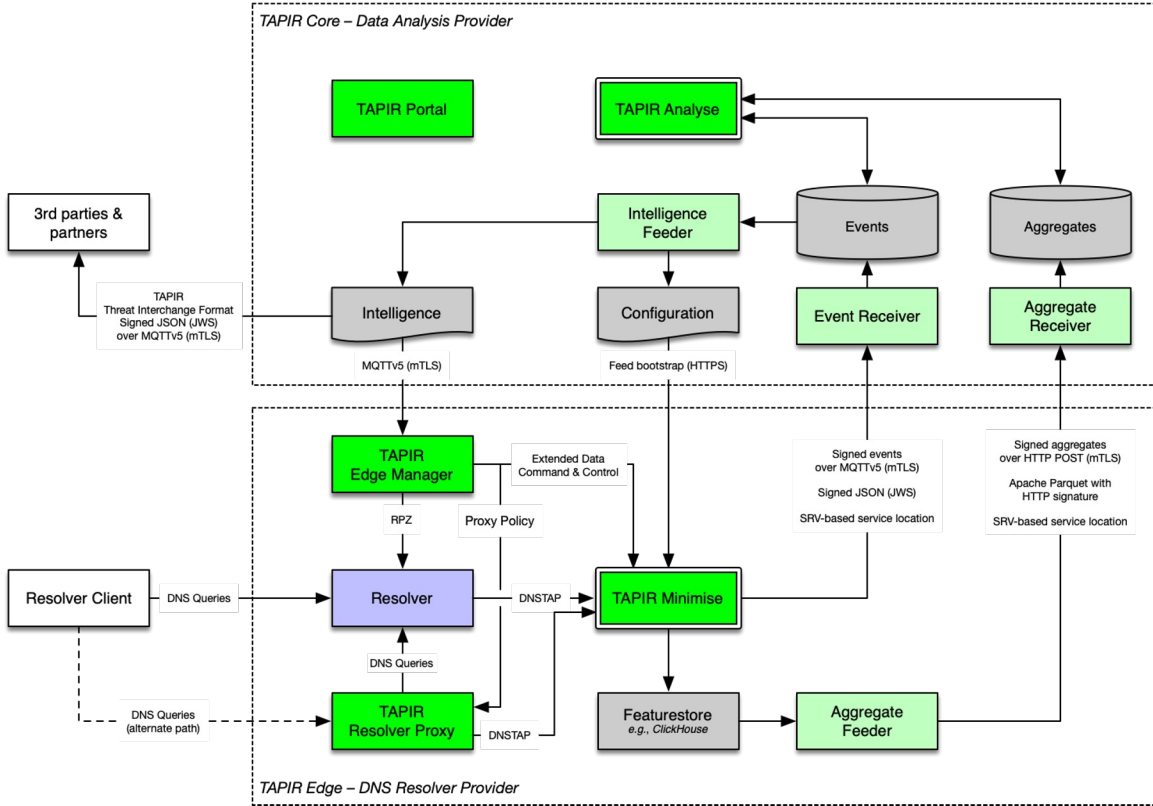 TAPIR Core – Data Analysis Provider
TAPIR Portal
TAPIR Analyse
3rd parties &
partners
Intelligence
Feeder
Events
Aggregates
TAPIR
Threat Interchange Format
Signed JSON (JWS)
over MQTTv5 (mTLS)
Intelligence
Configuration
Event Receiver
Aggregate
Receiver
MQTTv5 (mTLS)
Feed bootstrap (HTTPS)
TAPIR
Edge Manager
Extended Data
Command & Control
Signed events
over MQTTv5 (mTLS)
Signed JSON (JWS)
SRV-based service location
Signed aggregates
over HTTP POST (mTLS)
Apache Parquet with
HTTP signature
SRV-based service location
RPZ
Proxy Policy
Resolver Client
DNS Queries
Resolver
DNSTAP
TAPIR Minimise
DNS Queries
DNS Queries
(alternate path)
TAPIR
Resolver Proxy
DNSTAP
Featurestore
e.g., ClickHouse
Aggregate
Feeder
TAPIR Edge – DNS Resolver Provider